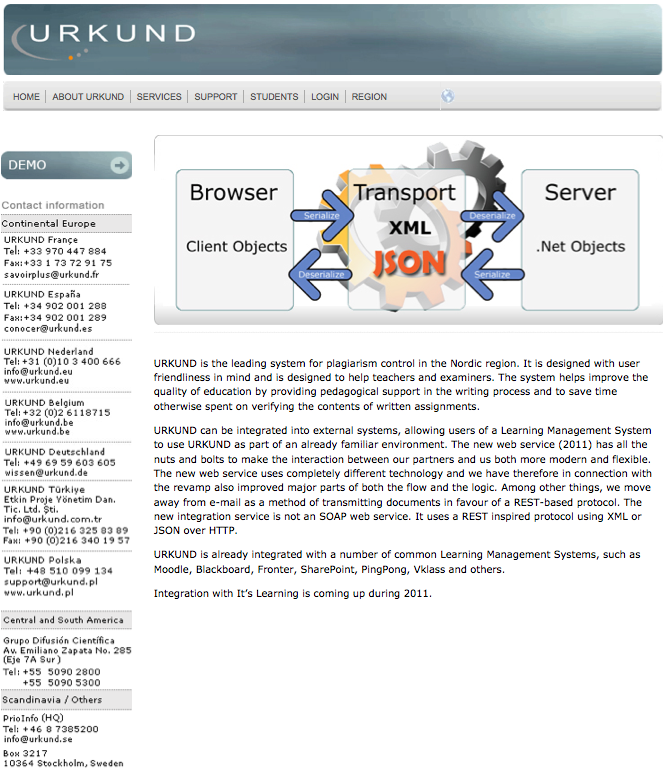 URKUND
HOME
ABOUT URKUND
SERVICES
SUPPORT
STUDENTS
LOGIN
REGION
DEMO
Contact information
Continental Europe
URKUND Françe
Tel: +33 970 447 884
Fax:+33 1 73 72 91 75
savoirplus@urkund.fr
URKUND España
Tel: +34 902 001 288
Fax:+34 902 001 289
conocer@urkund.es
URKUND Nederland
Tel: +31 (0)10 3 400 666
info@urkund.eu
www.urkund.eu
URKUND Belgium
Tel:+32 (0)2 6118715
info@urkund.be
www.urkund.be
URKUND Deutschland
Tel: +49 69 59 603 605
wissen@urkund.de
URKUND Türkiye
Etkin Proje Yönetim Dan.
Tic. Ltd. Şti.
info@urkund.com.tr
Tel: +90 (0)216 325 83 89
Fax: +90 (0)216 340 19 57
URKUND Polska
Tel: +48 510 099 134
support@urkund.pl
www.urkund.pl
Central and South America
Grupo Difusión Científica
Av. Emiliano Zapata No. 285
(Eje 7A Sur )
Tel: +55 5090 2800
+55 5090 5300
Scandinavia / Others
PrioInfo (HQ)
Tel: +46 8 7385200
info@urkund.se
Box 3217
10364 Stockholm, Sweden
Browser
Client Objects
Serialize
Deserialize
Transport
XML
JSON
Deserialize
Serialize
Server
.Net Objects
URKUND is the leading system for plagiarism control in the Nordic region. It is designed with user
friendliness in mind and is designed to help teachers and examiners. The system helps improve the
quality of education by providing pedagogical support in the writing process and to save time
otherwise spent on verifying the contents of written assignments.
URKUND can be integrated into external systems, allowing users of a Learning Management System
to use URKUND as part of an already familiar environment. The new web service (2011) has all the
nuts and bolts to make the interaction between our partners and us both more modern and flexible.
The new web service uses completely different technology and we have therefore in connection with
the revamp also improved major parts of both the flow and the logic. Among other things, we move
away from e-mail as a method of transmitting documents in favour of a REST-based protocol. The
new integration service is not an SOAP web service. It uses a REST inspired protocol using XML or
JSON over HTTP.
URKUND is already integrated with a number of common Learning Management Systems, such as
Moodle, Blackboard, Fronter, SharePoint, PingPong, Vklass and others.
Integration with It’s Learning is coming up during 2011.